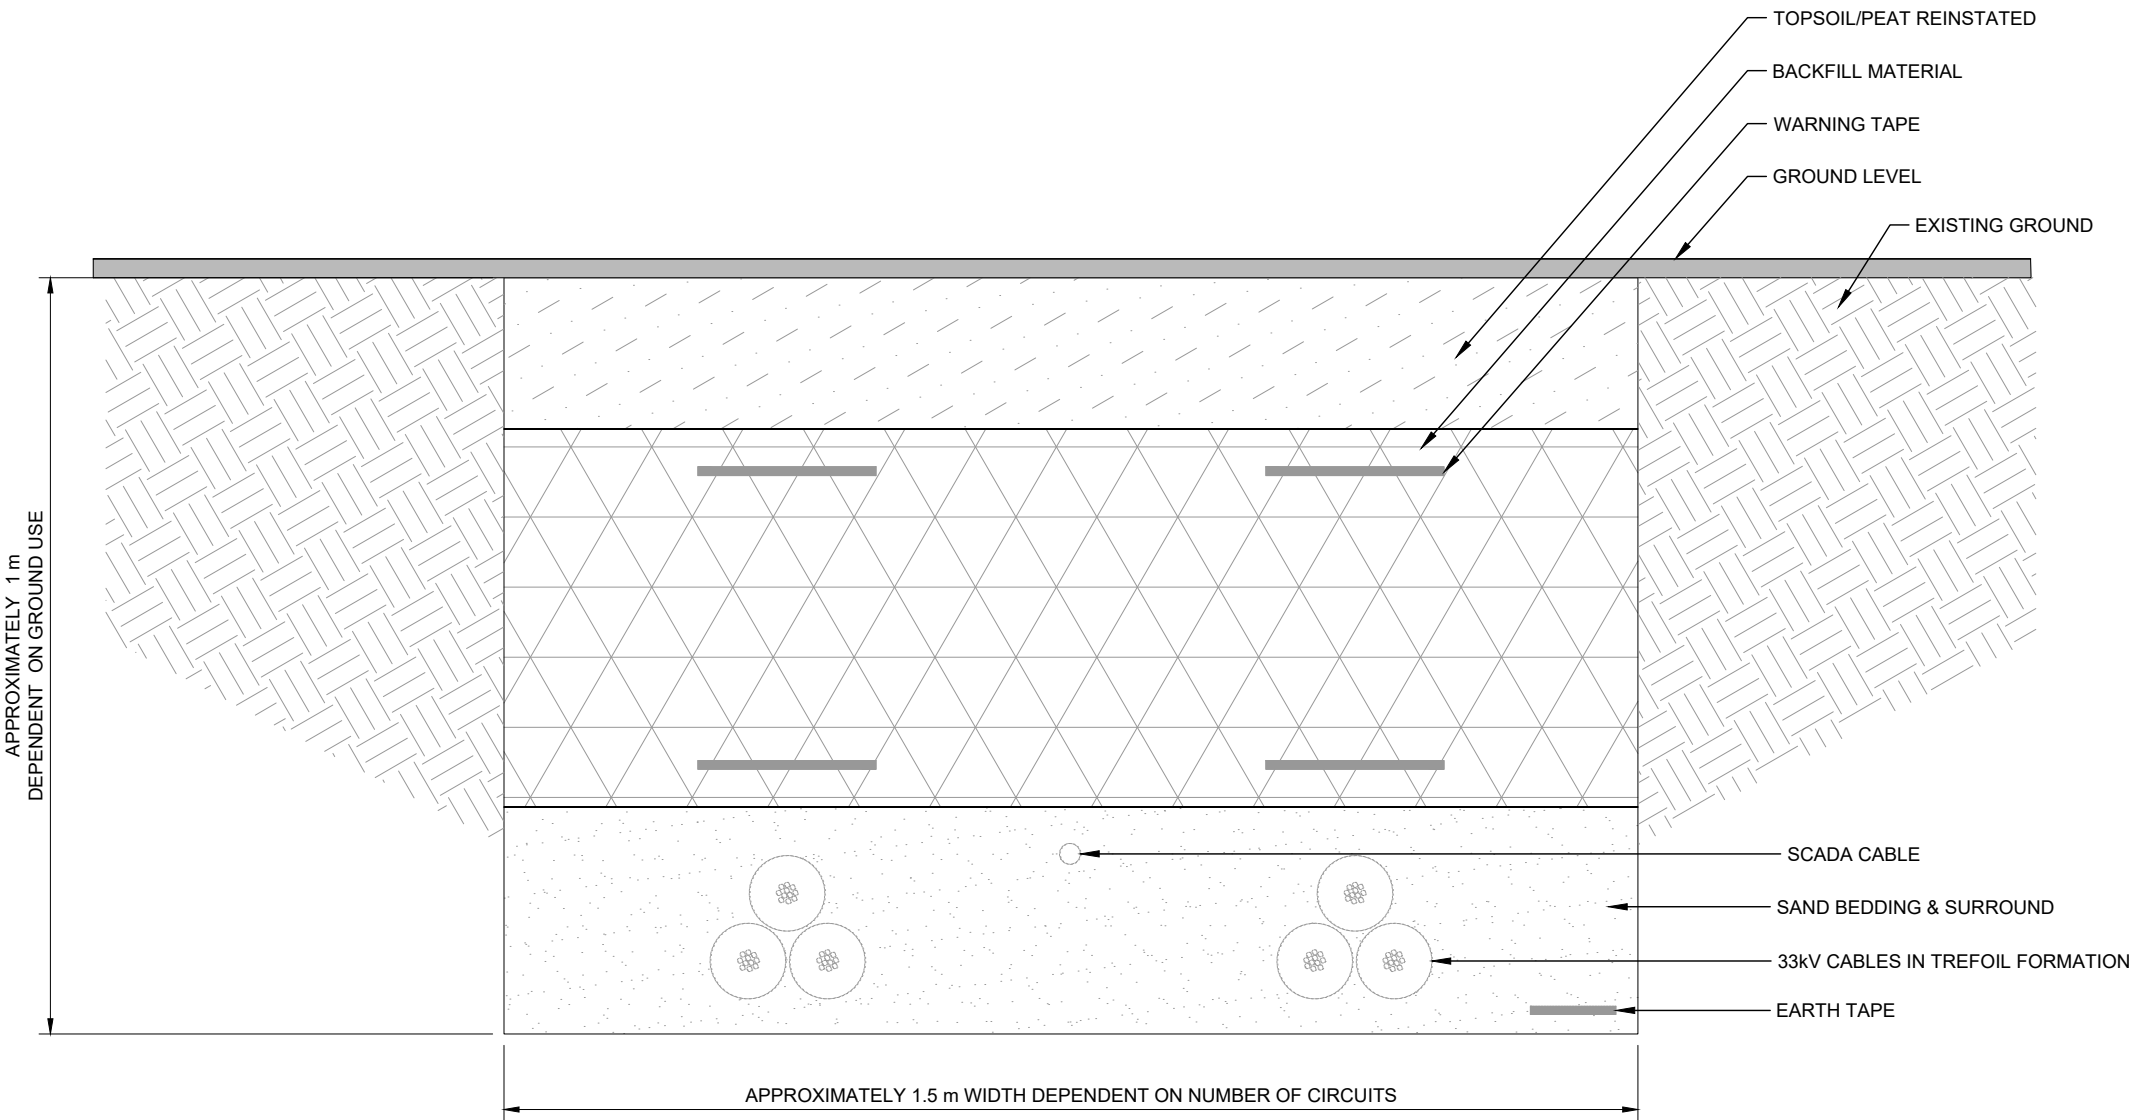 TOPSOIL/PEAT REINSTATED
BACKFILL MATERIAL
WARNING TAPE
GROUND LEVEL
EXISTING GROUND
APPROXIMATELY 1 m
DEPENDENT ON GROUND USE
SCADA CABLE
SAND BEDDING & SURROUND
33kV CABLES IN TREFOIL FORMATION
EARTH TAPE
APPROXIMATELY 1.5 m WIDTH DEPENDENT ON NUMBER OF CIRCUITS